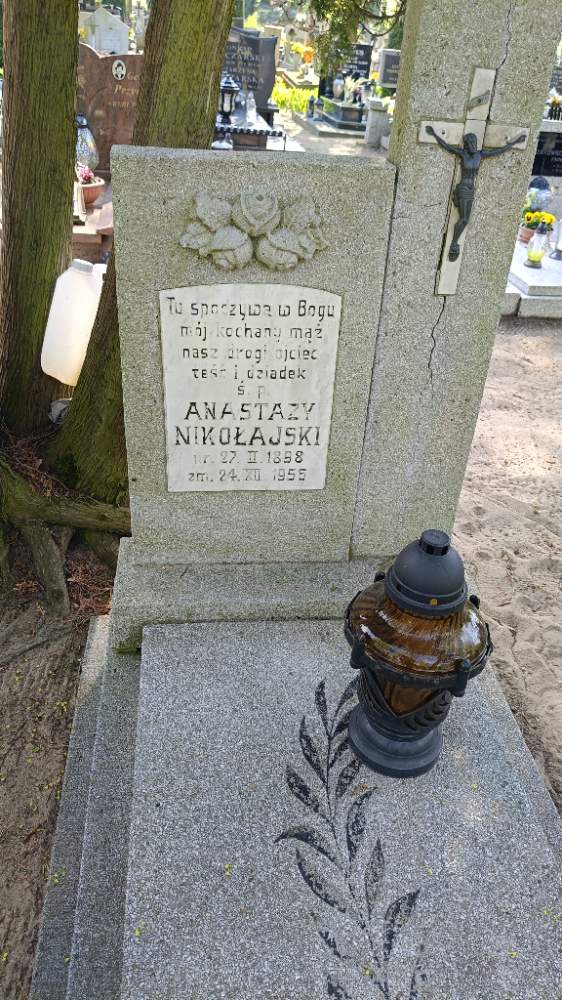 Tu spoczywa w Bogu
mój kochany mąż
nasz drogi ojciec
teść i dziadek
ś. p.
ANASTAZY
NIKOŁAJSKI
ur. 27. II. 1898
zm. 24. XII. 1955